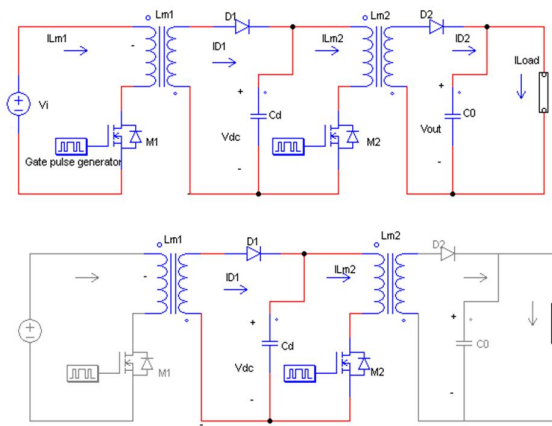 Lm1 D1 Lm2 D2
ILm1 - ID1 ILm2 ID2 ILoad
+ +
Vi Cd C0
M1 Vdc M2 Vout
Gate pulse generator
- -
Lm1 D1 Lm2 D2
- ID1 ILm2
+ +
Cd C0
M1 Vdc M2
- -
-